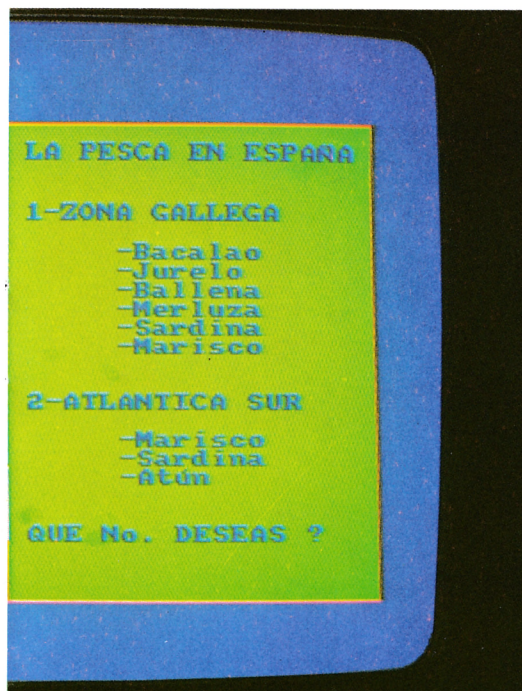 LA PESCA EN ESPAÑA
1-ZONA GALLEGA
-Bacalao
-Jurelo
-Ballena
-Merluza
-Sardina
-Marisco
2-ATLANTICA SUR
-Marisco
-Sardina
-Atún
QUE No. DESEAS ?